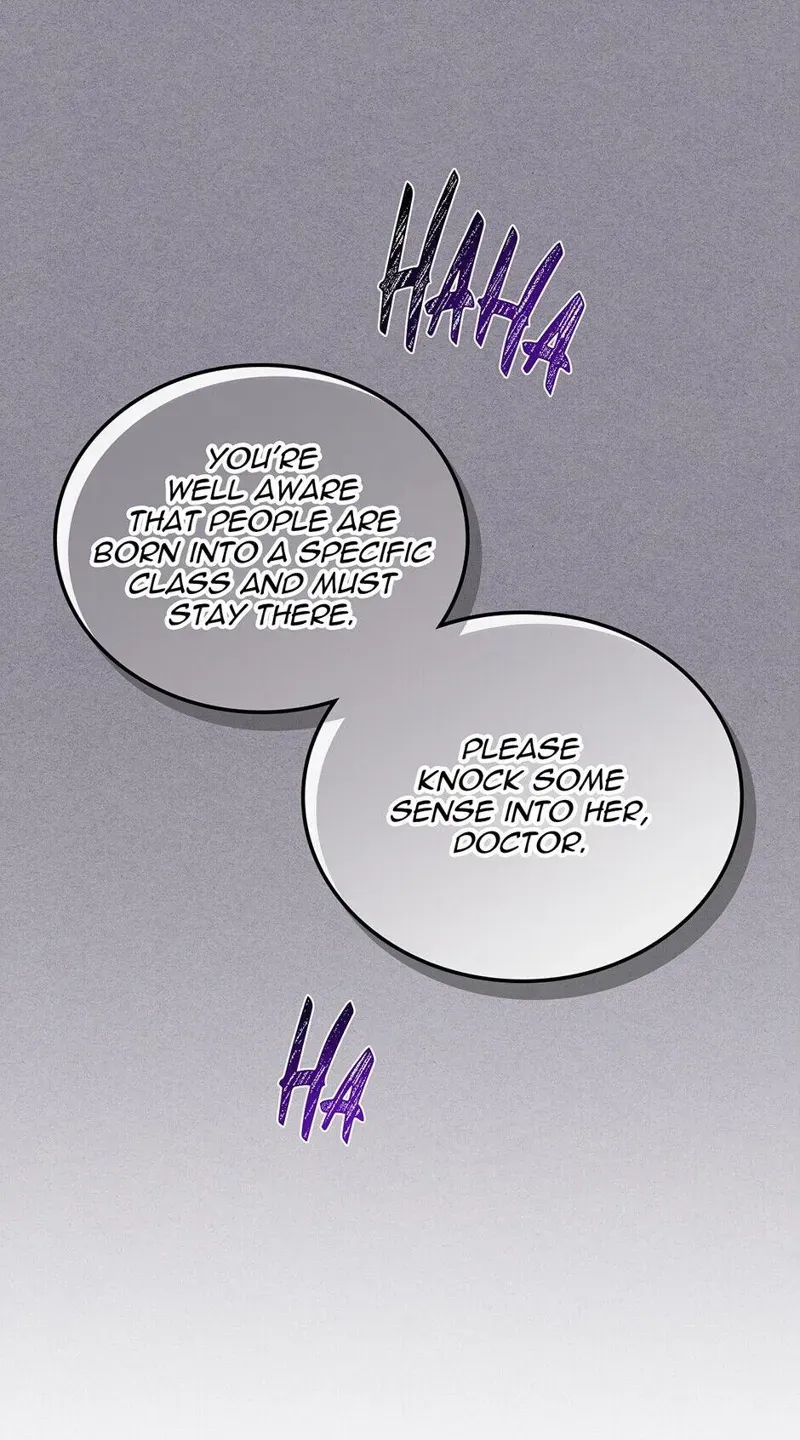 HAHA
YOU'RE
WELL AWARE
THAT PEOPLE ARE
BORN INTO A SPECIFIC
CLASS AND MUST
STAY THERE.
PLEASE
KNOCK SOME
SENSE INTO HER,
DOCTOR.
HA